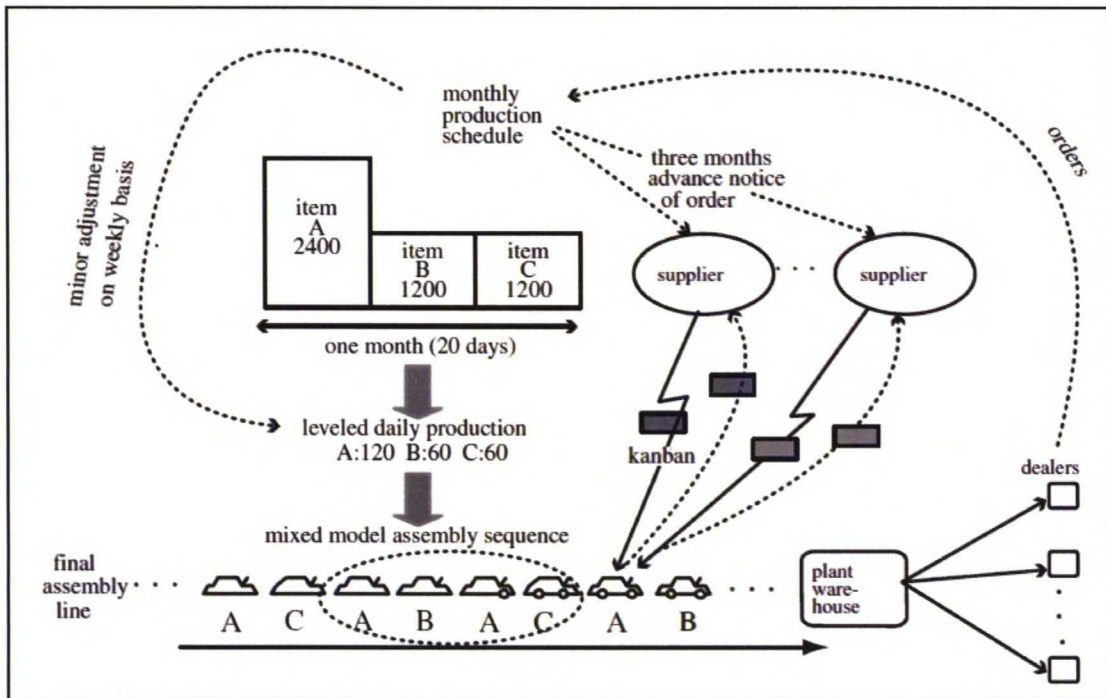 monthly
production
schedule
orders
three months
advance notice
of order
minor adjustment
on weekly basis
item
A
2400
item
B
1200
item
C
1200
supplier
. . .
supplier
one month (20 days)
leveled daily production
A:120 B:60 C:60
kanban
dealers
mixed model assembly sequence
final
assembly
line
. . .
A C A B A C A B
. . .
plant
ware-
house